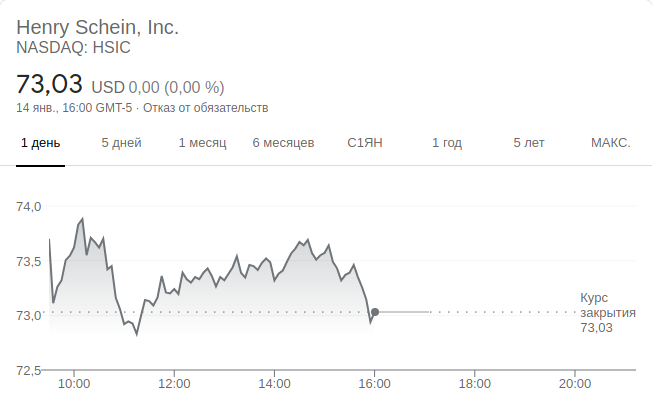 Henry Schein, Inc.
NASDAQ: HSIC
73,03 USD 0,00 (0,00 %)
14 янв., 16:00 GMT-5 · Отказ от обязательств
1 день 5 дней 1 месяц 6 месяцев С1ЯН 1 год 5 лет МАКС.
74,0
73,5
73,0
72,5
Курс
закрытия
73,03
10:00 12:00 14:00 16:00 18:00 20:00